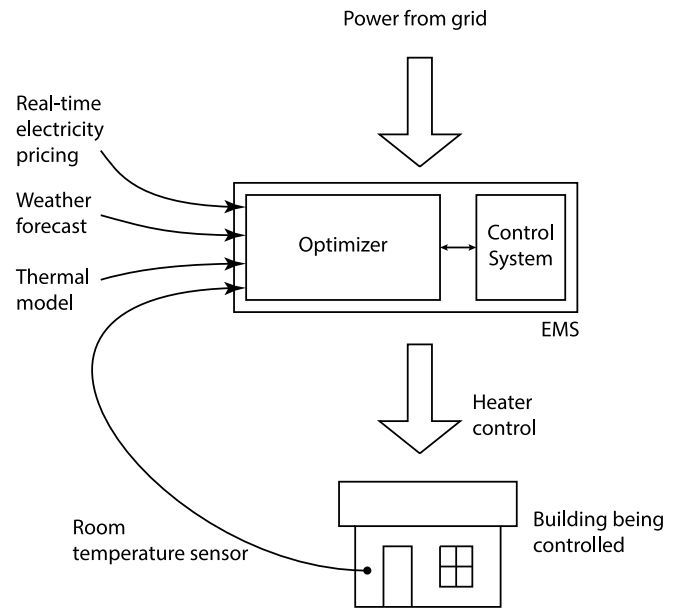 Power from grid
Real-time
electricity
pricing
Weather
forecast
Thermal
model
Optimizer
Control
System
EMS
Heater
control
Room
temperature sensor
Building being
controlled